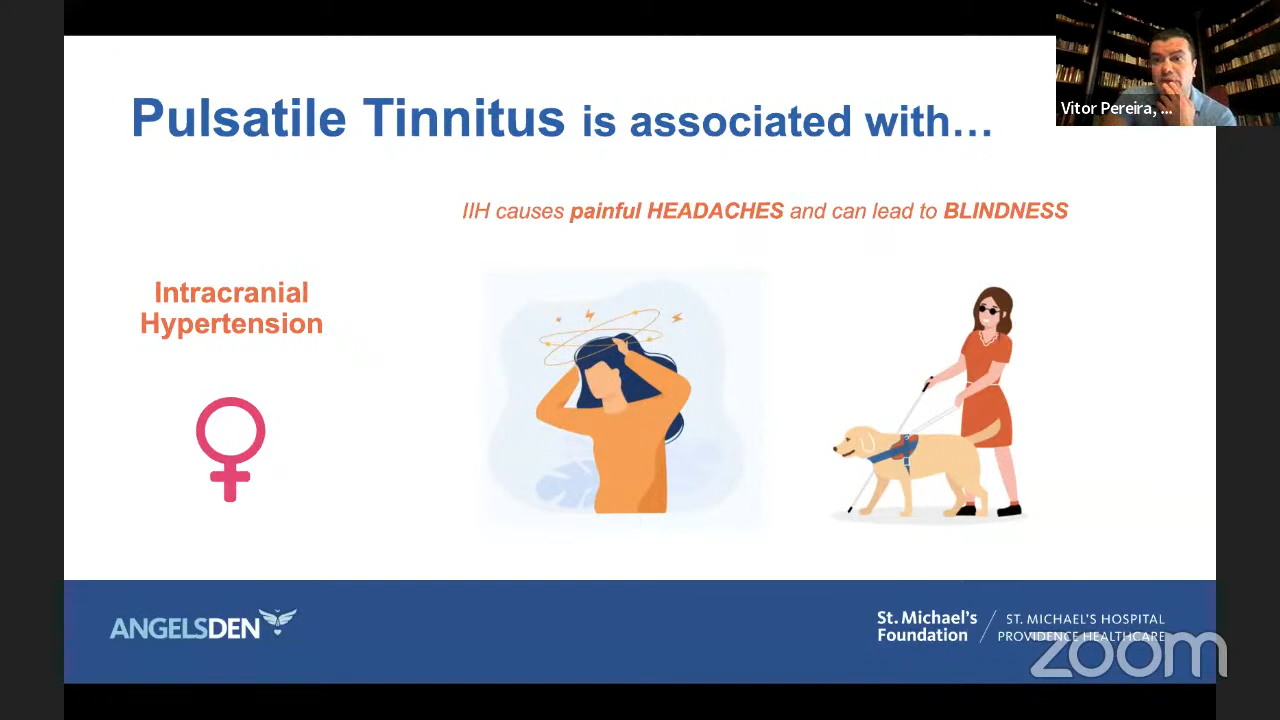 Vitor Pereira, ...
Pulsatile Tinnitus is associated with...
IIH causes painful HEADACHES and can lead to BLINDNESS
Intracranial
Hypertension
ANGELSDEN
St. Michael's
Foundation
ST. MICHAEL'S HOSPITAL
PROVIDENCE HEALTHCARE
zoom